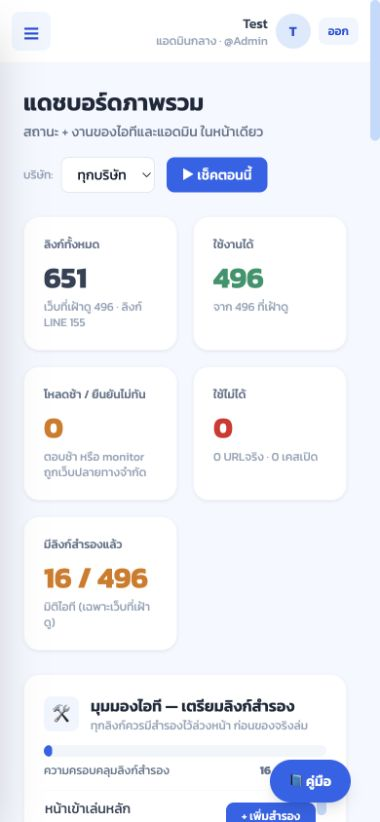 Test
แอดมินกลาง · @Admin
T
ออก
แดชบอร์ดภาพรวม
สถานะ + งานของไอทีและแอดมิน ในหน้าเดียว
บริษัท:
ทุกบริษัท
▶ เช็คตอนนี้
ลิงก์ทั้งหมด
651
เว็บที่เฝ้าดู 496 · ลิงก์
LINE 155
ใช้งานได้
496
จาก 496 ที่เฝ้าดู
โหลดช้า / ยืนยันไม่ทัน
0
ตอบช้า หรือ monitor
ถูกเว็บปลายทางจำกัด
ใช้ไม่ได้
0
0 URLจริง · 0 เคสเปิด
มีลิงก์สำรองแล้ว
16 / 496
มิติไอที (เฉพาะเว็บที่เฝ้า
ดู)
มุมมองไอที — เตรียมลิงก์สำรอง
ทุกลิงก์ควรมีสำรองไว้ล่วงหน้า ก่อนของจริงล่ม
ความครอบคลุมลิงก์สำรอง
16
คู่มือ
หน้าเข้าเล่นหลัก
+ เพิ่มสำรอง